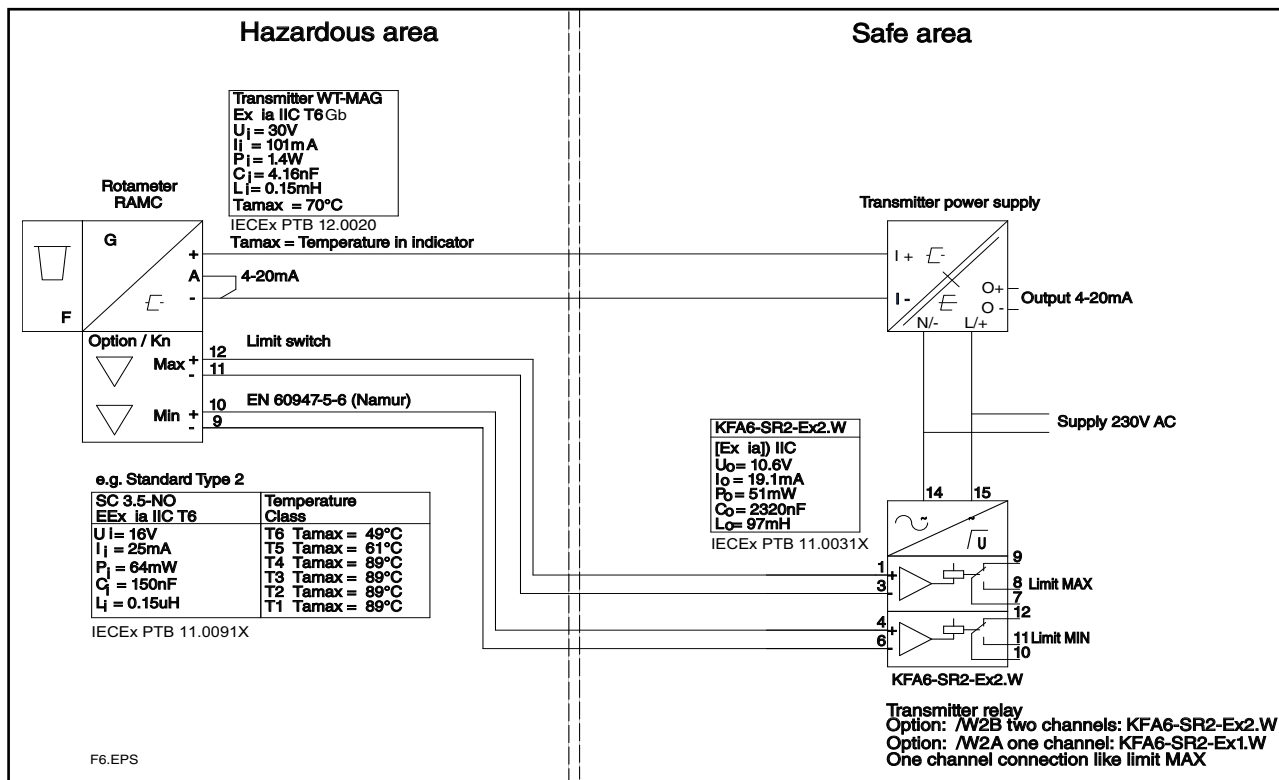 Hazardous area
Safe area
Transmitter WT-MAG
Ex ia IIC T6 Gb
Ui = 30V
Ii = 101mA
Pi = 1.4W
Ci = 4.16nF
Li = 0.15mH
Tamax = 70°C
IECEx PTB 12.0020
Tamax = Temperature in indicator
Rotameter
RAMC
G
F
+
A
-
4-20mA
Transmitter power supply
I +
I -
O+
O -
Output 4-20mA
N/-
L/+
Option / Kn
Max +
-
12
11
Limit switch
Min +
-
10
9
EN 60947-5-6 (Namur)
Supply 230V AC
KFA6-SR2-Ex2.W
[Ex ia]) IIC
Uo= 10.6V
Io = 19.1mA
Po = 51mW
Co = 2320nF
Lo= 97mH
IECEx PTB 11.0031X
e.g. Standard Type 2
SC 3.5-NO
EEx ia IIC T6
Ui= 16V
Ii = 25mA
Pi = 64mW
Ci = 150nF
Li = 0.15uH
Temperature
Class
T6 Tamax = 49°C
T5 Tamax = 61°C
T4 Tamax = 89°C
T3 Tamax = 89°C
T2 Tamax = 89°C
T1 Tamax = 89°C
IECEx PTB 11.0091X
14
15
~
~
U
1
+
3
-
9
8
7
Limit MAX
4
+
6
-
12
11
10
Limit MIN
KFA6-SR2-Ex2.W
Transmitter relay
Option: /W2B two channels: KFA6-SR2-Ex2.W
Option: /W2A one channel: KFA6-SR2-Ex1.W
One channel connection like limit MAX
F6.EPS